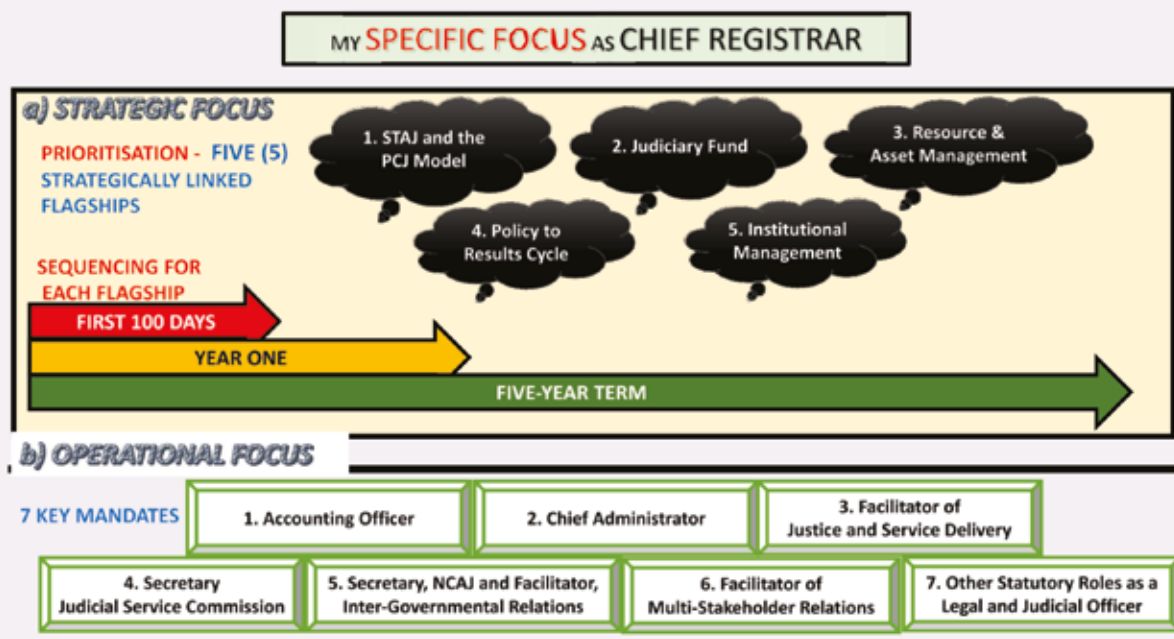 MY SPECIFIC FOCUS AS CHIEF REGISTRAR
a) STRATEGIC FOCUS
PRIORITISATION - FIVE (5)
STRATEGICALLY LINKED
FLAGSHIPS
1. STAJ and the
PCJ Model
2. Judiciary Fund
3. Resource &
Asset Management
4. Policy to
Results Cycle
5. Institutional
Management
SEQUENCING FOR
EACH FLAGSHIP
FIRST 100 DAYS
YEAR ONE
FIVE-YEAR TERM
b) OPERATIONAL FOCUS
7 KEY MANDATES
1. Accounting Officer
2. Chief Administrator
3. Facilitator of
Justice and Service Delivery
4. Secretary
Judicial Service Commission
5. Secretary, NCAJ and Facilitator,
Inter-Governmental Relations
6. Facilitator of
Multi-Stakeholder Relations
7. Other Statutory Roles as a
Legal and Judicial Officer